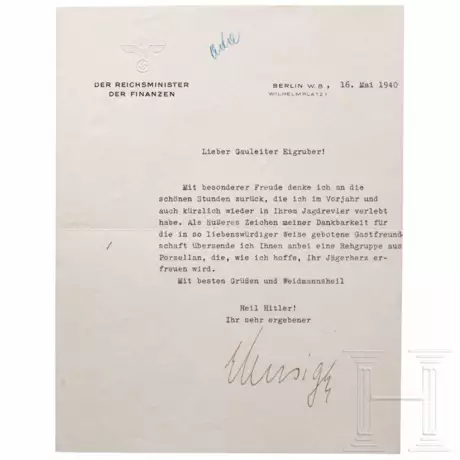 DER REICHSMINISTER
DER FINANZEN
BERLIN W. 8, 16. Mai 1940
WILHELMPLATZ 1
Lieber Gauleiter Eigruber!
Mit besonderer Freude denke ich an die
schönen Stunden zurück, die ich im Vorjahr und
auch kürzlich wieder in Ihrem Jagdrevier verlebt
habe. Als äußeres Zeichen meiner Dankbarkeit für
die in so liebenswürdiger Weise gebotene Gastfreund
schaft übersende ich Ihnen anbei eine Rehgruppe aus
Porzellan, die, wie ich hoffe, Ihr Jägerherz er-
freuen wird.
Mit besten Grüßen und Weidmannsheil
Heil Hitler!
Ihr sehr ergebener